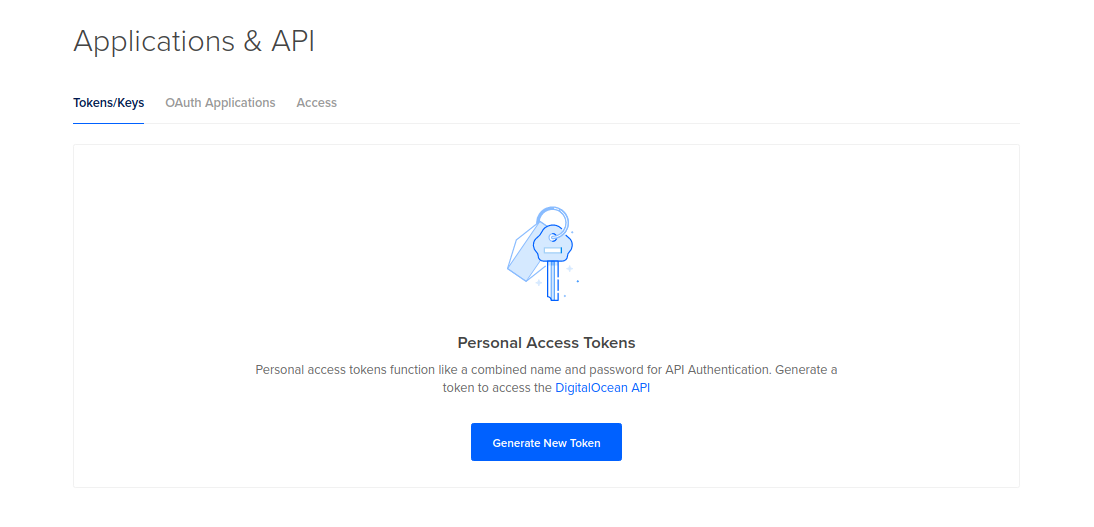 Applications & API
Tokens/Keys OAuth Applications Access
Personal Access Tokens
Personal access tokens function like a combined name and password for API Authentication. Generate a
token to access the DigitalOcean API
Generate New Token